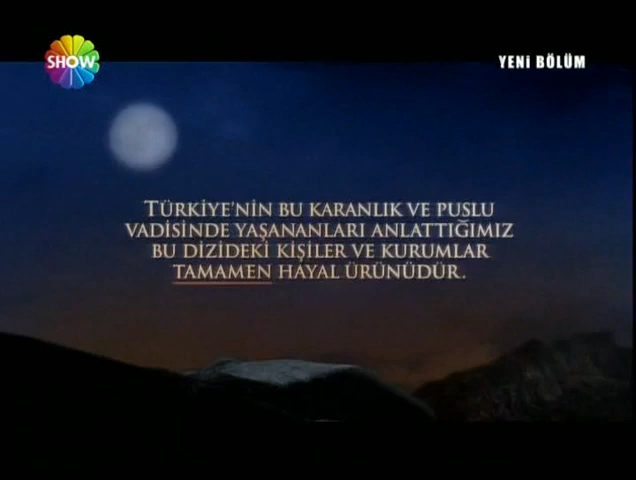 SHOW
YENİ BÖLÜM
TÜRKİYE'NİN BU KARANLIK VE PUSLU
VADİSİNDE YAŞANANLARI ANLATTIĞIMIZ
BU DİZİDEKİ KİŞİLER VE KURUMLAR
TAMAMEN HAYAL ÜRÜNÜDÜR.